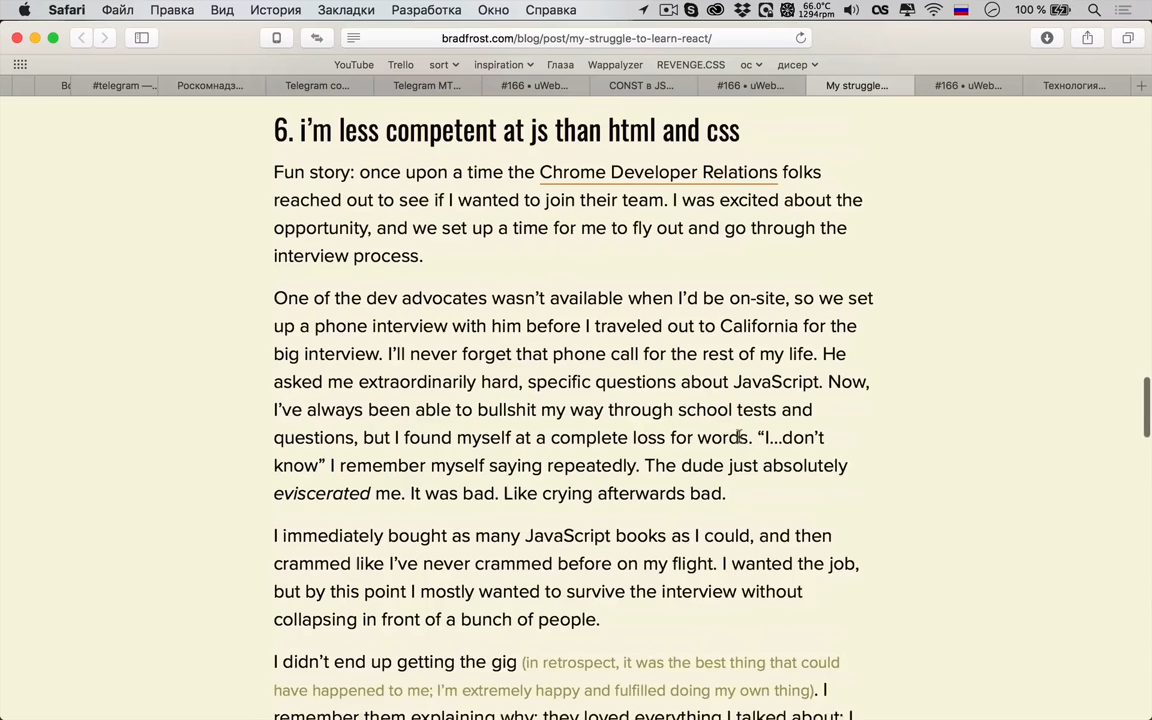 Safari Файл Правка Вид История Закладки Разработка Окно Справка 66.0°C 1294rpm 100 %
bradfrost.com/blog/post/my-struggle-to-learn-react/
YouTube Trello sort inspiration Глаза Wappalyzer REVENGE.CSS ос дисер
Вс #telegram —... Роскомнадз... Telegram co... Telegram MT... #166 • uWeb... CONST в JS... #166 • uWeb... My struggle... #166 • uWeb... Технология...
6. i’m less competent at js than html and css
Fun story: once upon a time the Chrome Developer Relations folks
reached out to see if I wanted to join their team. I was excited about the
opportunity, and we set up a time for me to fly out and go through the
interview process.
One of the dev advocates wasn’t available when I’d be on-site, so we set
up a phone interview with him before I traveled out to California for the
big interview. I’ll never forget that phone call for the rest of my life. He
asked me extraordinarily hard, specific questions about JavaScript. Now,
I’ve always been able to bullshit my way through school tests and
questions, but I found myself at a complete loss for words. “I...don’t
know” I remember myself saying repeatedly. The dude just absolutely
eviscerated me. It was bad. Like crying afterwards bad.
I immediately bought as many JavaScript books as I could, and then
crammed like I’ve never crammed before on my flight. I wanted the job,
but by this point I mostly wanted to survive the interview without
collapsing in front of a bunch of people.
I didn’t end up getting the gig (in retrospect, it was the best thing that could
have happened to me; I’m extremely happy and fulfilled doing my own thing). I
remember them explaining why: they loved everything I talked about; I